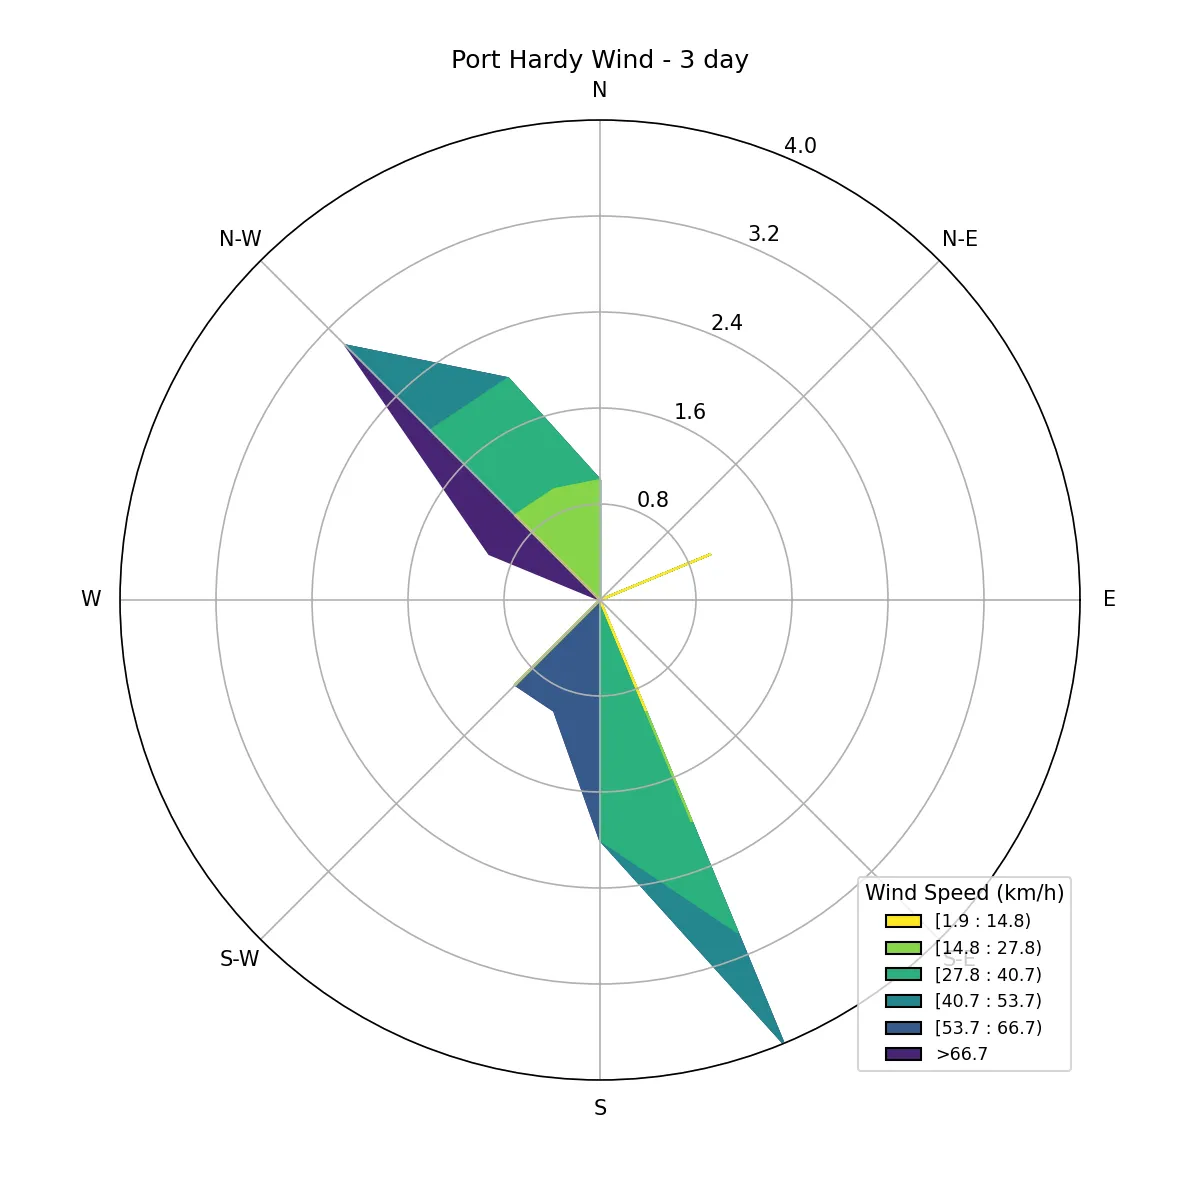 Port Hardy Wind - 3 day
N
4.0
N-W
3.2
N-E
2.4
1.6
0.8
W
E
Wind Speed (km/h)
[1.9 : 14.8)
[14.8 : 27.8)
S-W
S-E
[27.8 : 40.7)
[40.7 : 53.7)
[53.7 : 66.7)
>66.7
S